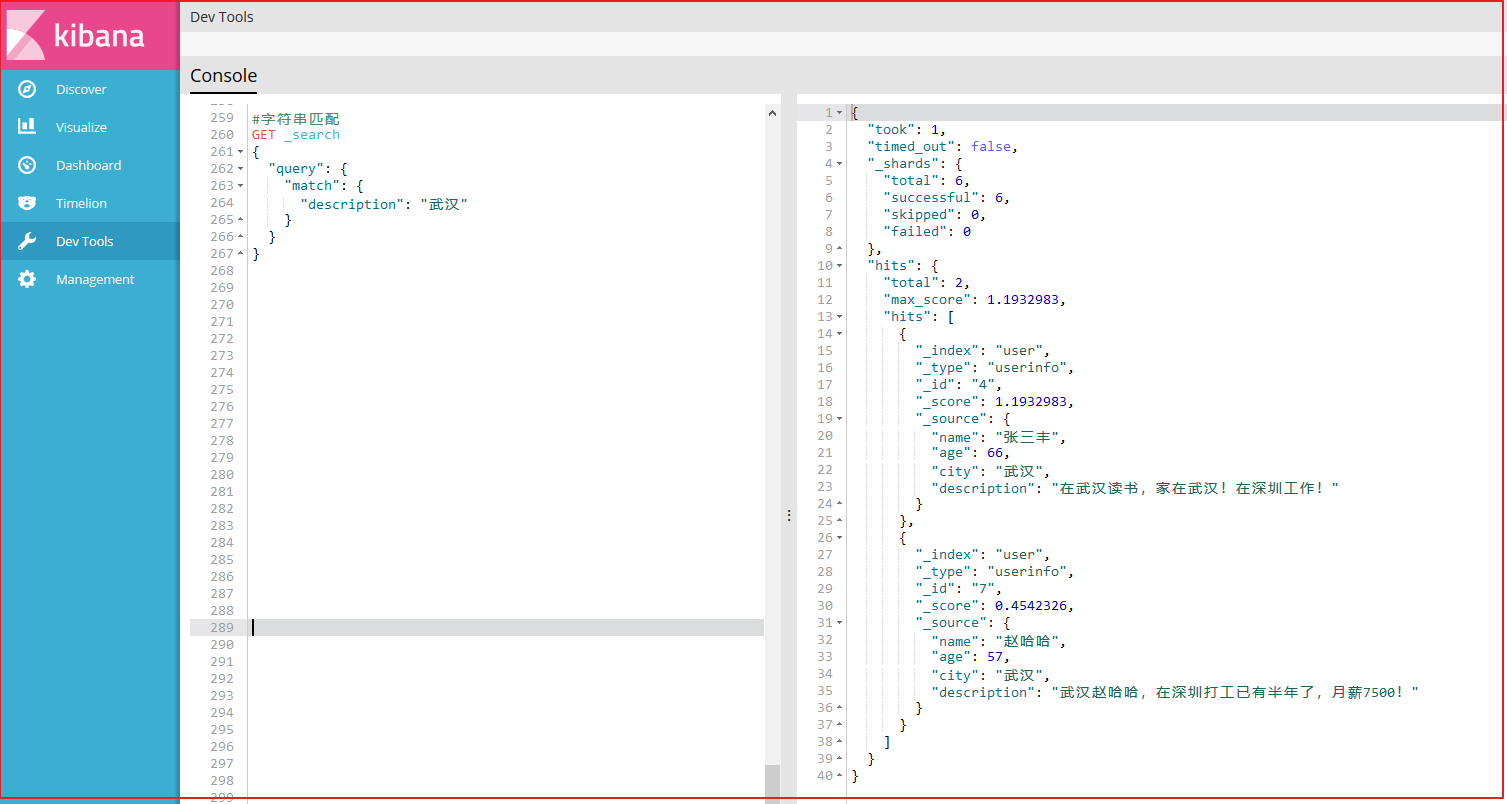 kibana
Discover
Visualize
Dashboard
Timelion
Dev Tools
Management
Dev Tools
Console
259 #字符串匹配
260 GET _search
261 {
262 "query": {
263 "match": {
264 "description": "武汉"
265 }
266 }
267 }
268
269
270
271
272
273
274
275
276
277
278
279
280
281
282
283
284
285
286
287
288
289
290
291
292
293
294
295
296
297
298
299
1 {
2 "took": 1,
3 "timed_out": false,
4 "_shards": {
5 "total": 6,
6 "successful": 6,
7 "skipped": 0,
8 "failed": 0
9 },
10 "hits": {
11 "total": 2,
12 "max_score": 1.1932983,
13 "hits": [
14 {
15 "_index": "user",
16 "_type": "userinfo",
17 "_id": "4",
18 "_score": 1.1932983,
19 "_source": {
20 "name": "张三丰",
21 "age": 66,
22 "city": "武汉",
23 "description": "在武汉读书，家在武汉！在深圳工作！"
24 }
25 },
26 {
27 "_index": "user",
28 "_type": "userinfo",
29 "_id": "7",
30 "_score": 0.4542326,
31 "_source": {
32 "name": "赵哈哈",
33 "age": 57,
34 "city": "武汉",
35 "description": "武汉赵哈哈，在深圳打工已有半年了，月薪7500！"
36 }
37 }
38 ]
39 }
40 }